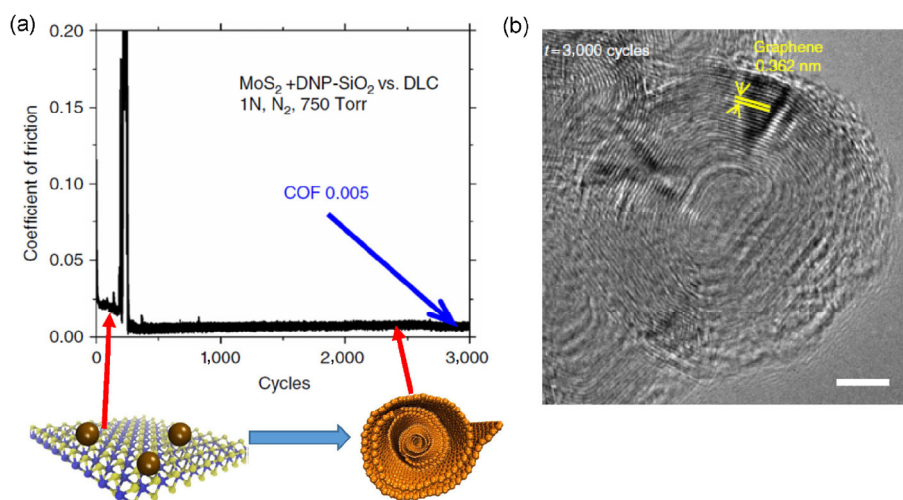 (a)
0.20
0.15
0.10
0.05
0.00
Coefficient of friction
MoS₂ +DNP-SiO₂ vs. DLC
1N, N₂, 750 Torr
COF 0.005
0
1,000
2,000
3,000
Cycles
(b)
t=3,000 cycles
Graphene
0.362 nm